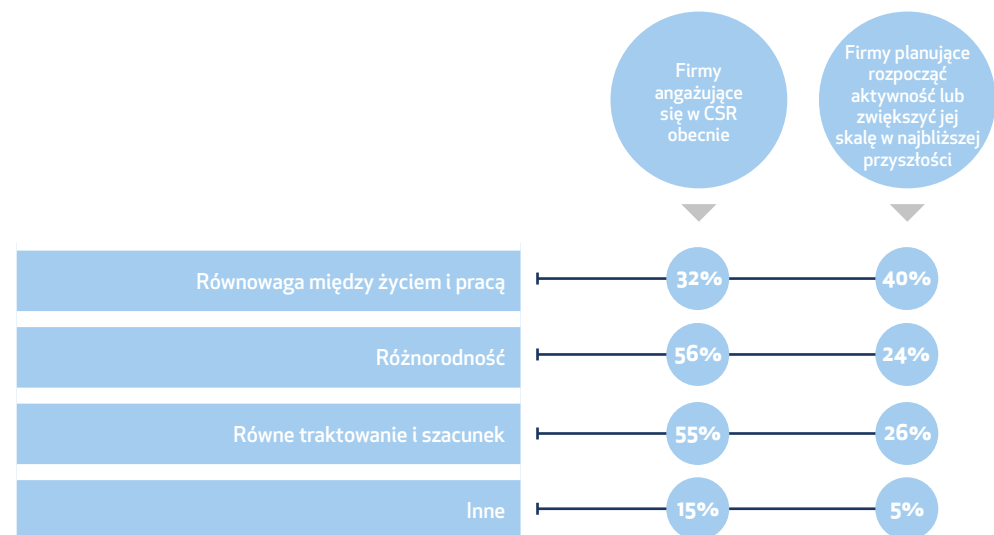 Firmy
angażujące
się w CSR
obecnie
Firmy planujące
rozpocząć
aktywność lub
zwiększyć jej
skalę w najbliższej
przyszłości
Równowaga między życiem i pracą
32%
40%
Różnorodność
56%
24%
Równe traktowanie i szacunek
55%
26%
Inne
15%
5%